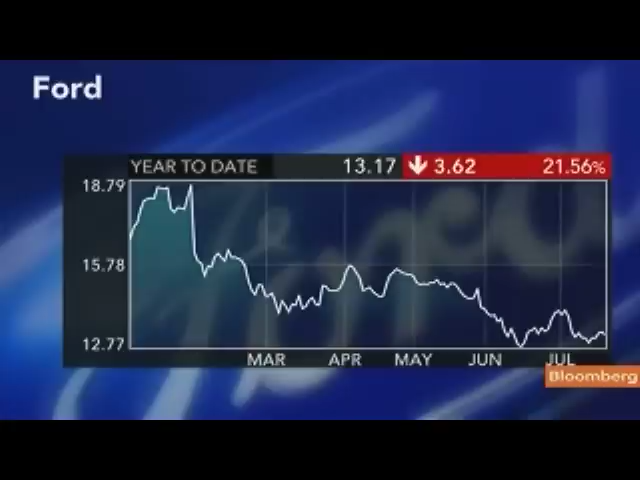 Ford
YEAR TO DATE 13.17 3.62 21.56%
18.79
15.78
12.77
MAR APR MAY JUN JUL
Bloomberg